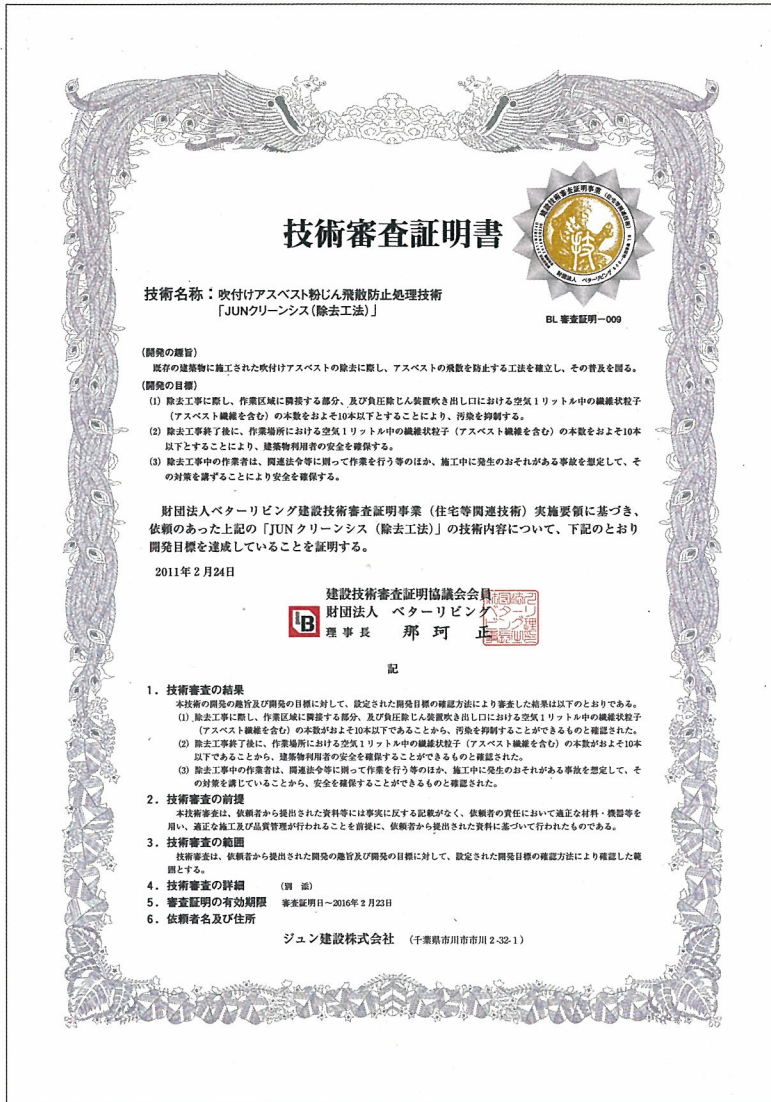 技術審査証明書
技術名称：吹付けアスベスト粉じん飛散防止処理技術
「JUNクリーンシス（除去工法）」
BL 審査証明－009
（開発の趣旨）
既存の建築物に施工された吹付けアスベストの除去に際し、アスベストの飛散を防止する工法を確立し、その普及を図る。
（開発の目標）
(1) 除去工事に際し、作業区域に隣接する部分、及び負圧除じん装置吹き出し口における空気1リットル中の繊維状粒子
（アスベスト繊維を含む）の本数をおよそ10本以下とすることにより、汚染を抑制する。
(2) 除去工事終了後に、作業場所における空気1リットル中の繊維状粒子（アスベスト繊維を含む）の本数をおよそ10本
以下とすることにより、建築物利用者の安全を確保する。
(3) 除去工事中の作業者は、関連法令等に則って作業を行う等のほか、施工中に発生のおそれがある事故を想定して、そ
の対策を講ずることにより安全を確保する。
財団法人ベターリビング建設技術審査証明事業（住宅等関連技術）実施要領に基づき、
依頼のあった上記の「JUNクリーンシス（除去工法）」の技術内容について、下記のとおり
開発目標を達成していることを証明する。
2011年2月24日
建設技術審査証明協議会会員
財団法人 ベターリビング
理事長 那珂 正
記
1．技術審査の結果
本技術の開発の趣旨及び開発の目標に対して、設定された開発目標の確認方法により審査した結果は以下のとおりである。
(1) 除去工事に際し、作業区域に隣接する部分、及び負圧除じん装置吹き出し口における空気1リットル中の繊維状粒子
（アスベスト繊維を含む）の本数がおよそ10本以下であることから、汚染を抑制することができるものと確認された。
(2) 除去工事終了後に、作業場所における空気1リットル中の繊維状粒子（アスベスト繊維を含む）の本数がおよそ10本以
下であることから、建築物利用者の安全を確保することができるものと確認された。
(3) 除去工事中の作業者は、関連法令等に則って作業を行う等のほか、施工中に発生のおそれがある事故を想定して、そ
の対策を講じていることから、安全を確保することができるものと確認された。
2．技術審査の前提
本技術審査は、依頼者から提出された資料等には事実に反する記載がなく、依頼者の責任において適正な材料・機器等を
用い、適正な施工及び品質管理が行われることを前提に、依頼者から提出された資料に基づいて行われたものである。
3．技術審査の範囲
技術審査は、依頼者から提出された開発の趣旨及び開発の目標に対して、設定された開発目標の確認方法により確認した範
囲とする。
4．技術審査の詳細 （別 添）
5．審査証明の有効期限 審査証明日～2016年2月23日
6．依頼者名及び住所
ジュン建設株式会社 （千葉県市川市市川2-32-1）